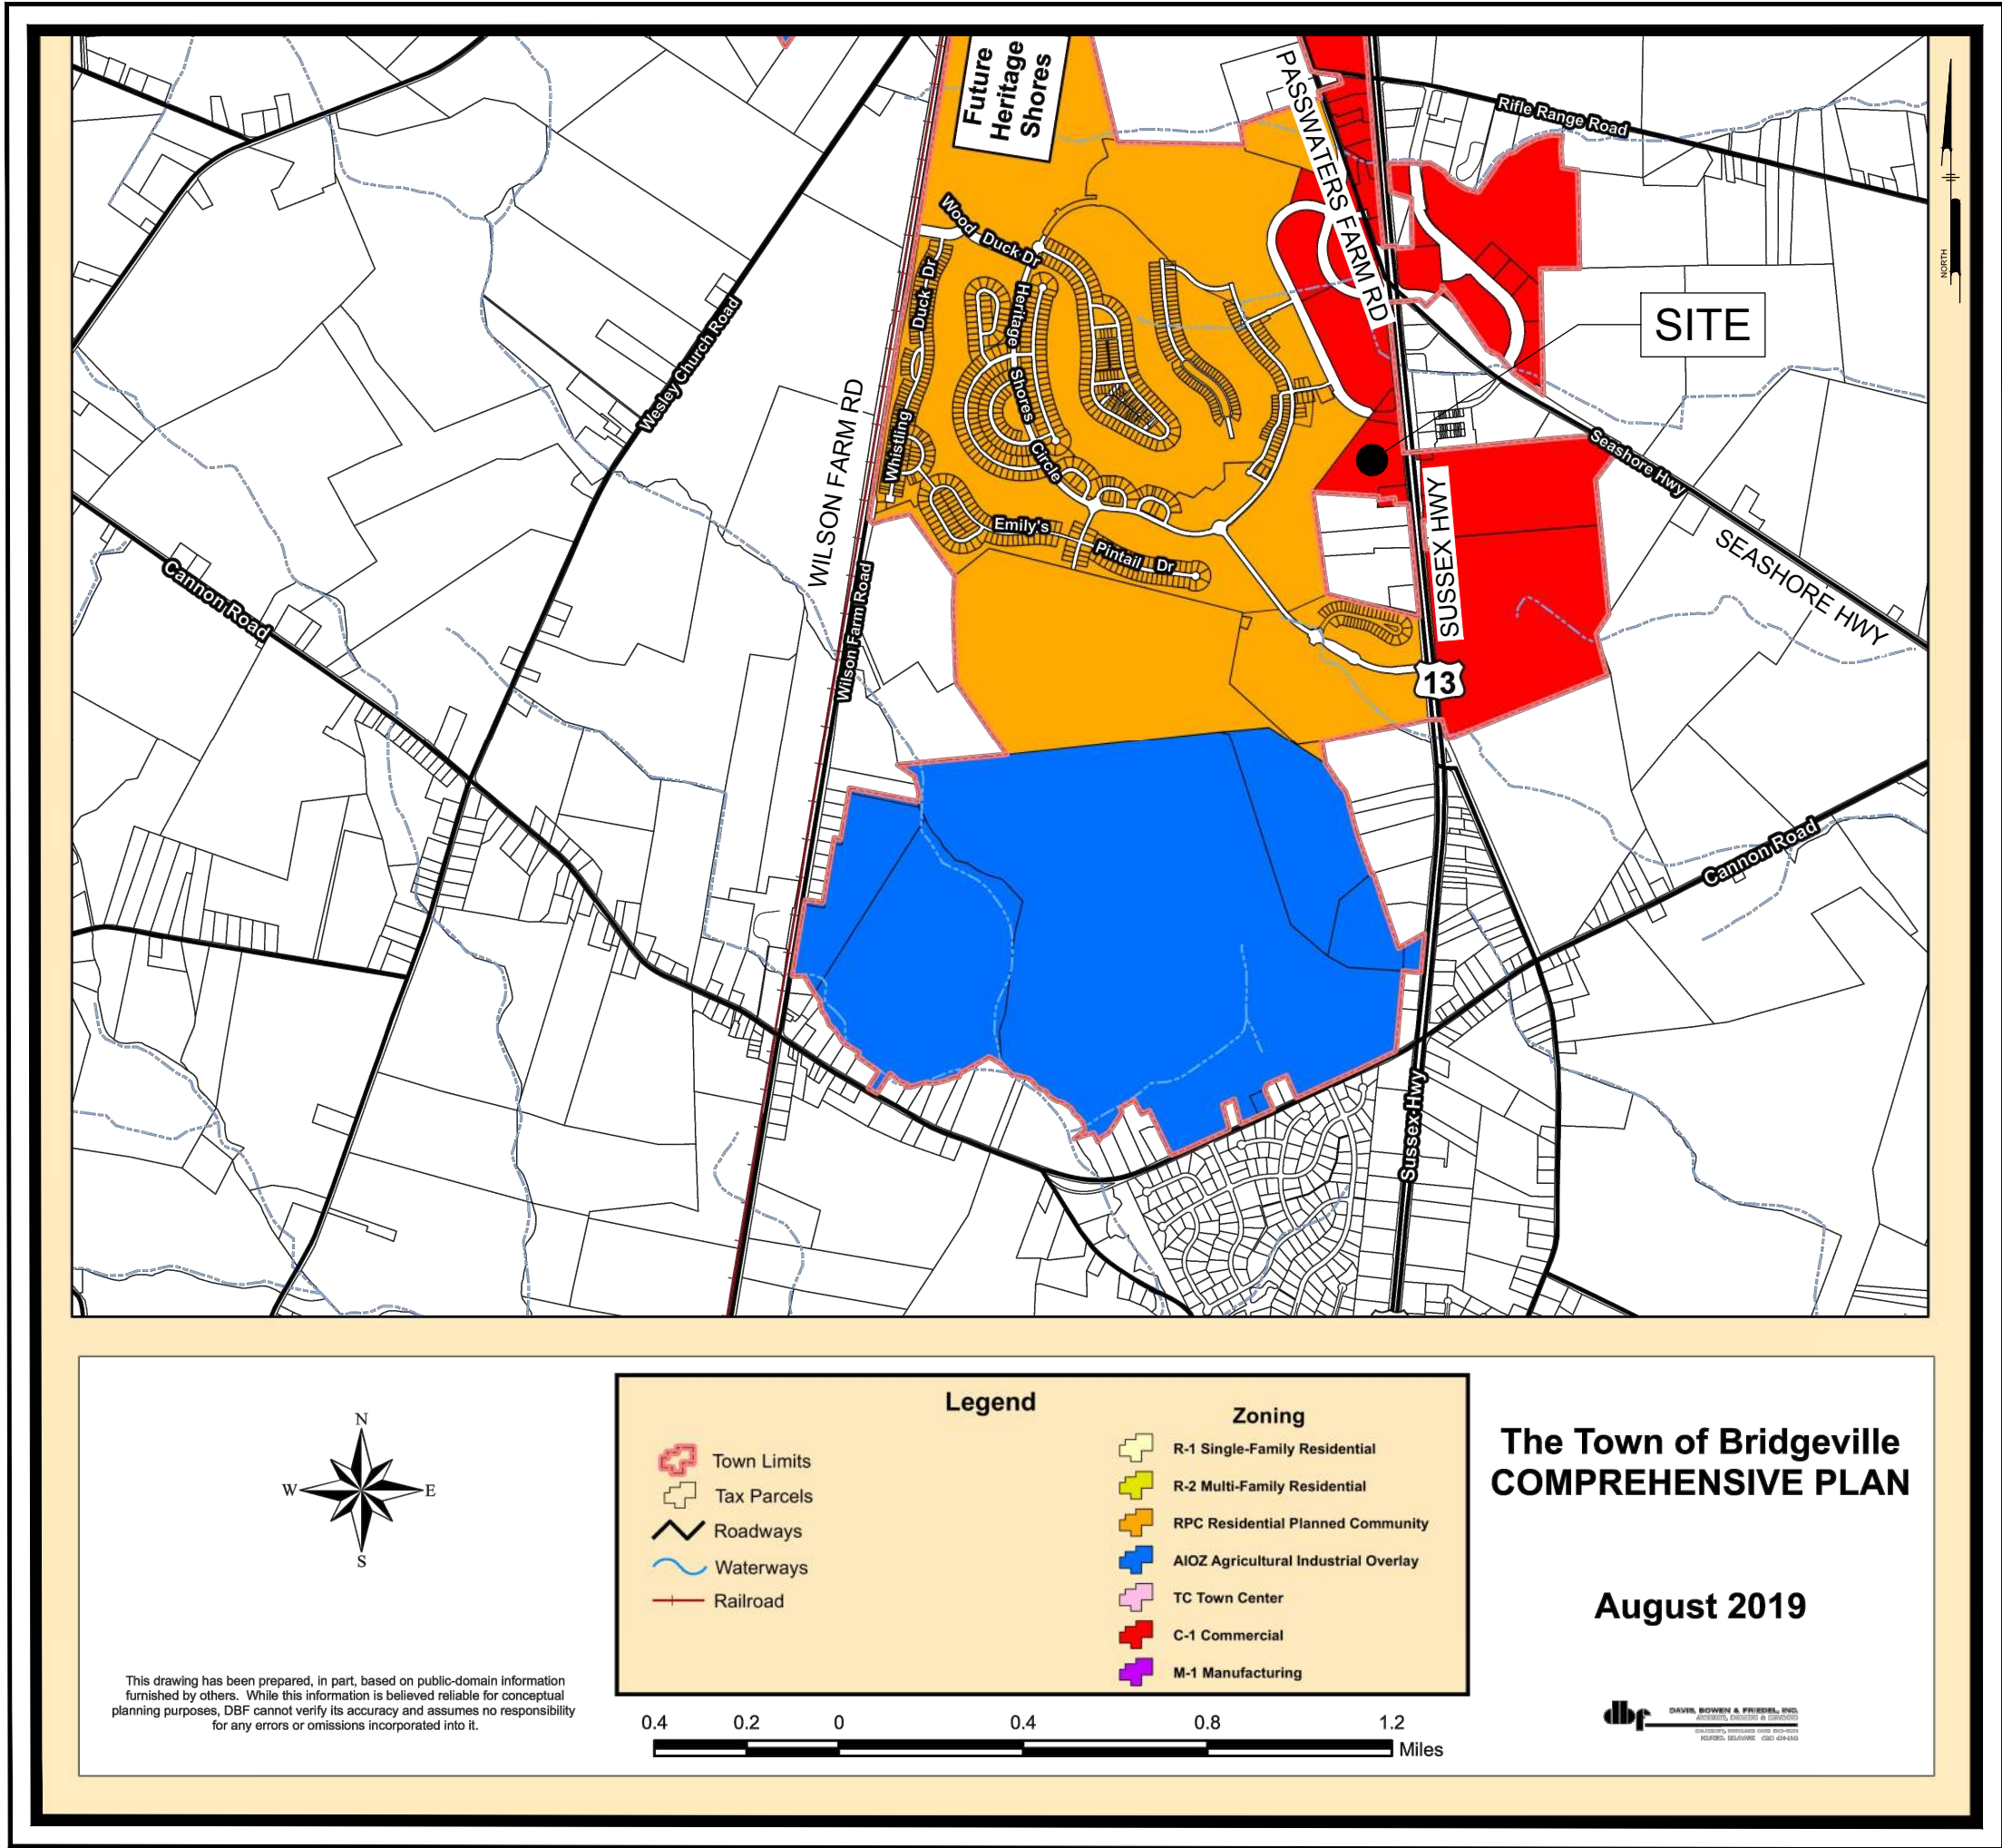 Future
Heritage
Shores
PASSWATERS FARM RD
Rifle Range Road
NORTH
Wood Duck Dr
Duck Dr
Heritage
Shores
Circle
Whistling
SITE
Wesley Church Road
WILSON FARM RD
Emily's
Pintail Dr
Seashore Hwy
SEASHORE HWY
SUSSEX HWY
Cannon Road
Wilson Farm Road
13
Cannon Road
Sussex Hwy
N
W
E
S
Legend
Town Limits
Tax Parcels
Roadways
Waterways
Railroad
Zoning
R-1 Single-Family Residential
R-2 Multi-Family Residential
RPC Residential Planned Community
AIOZ Agricultural Industrial Overlay
TC Town Center
C-1 Commercial
M-1 Manufacturing
The Town of Bridgeville
COMPREHENSIVE PLAN
August 2019
This drawing has been prepared, in part, based on public-domain information
furnished by others. While this information is believed reliable for conceptual
planning purposes, DBF cannot verify its accuracy and assumes no responsibility
for any errors or omissions incorporated into it.
0.4 0.2 0 0.4 0.8 1.2
Miles
dbf
DAVIS, BOWEN & FRIEDEL, INC.